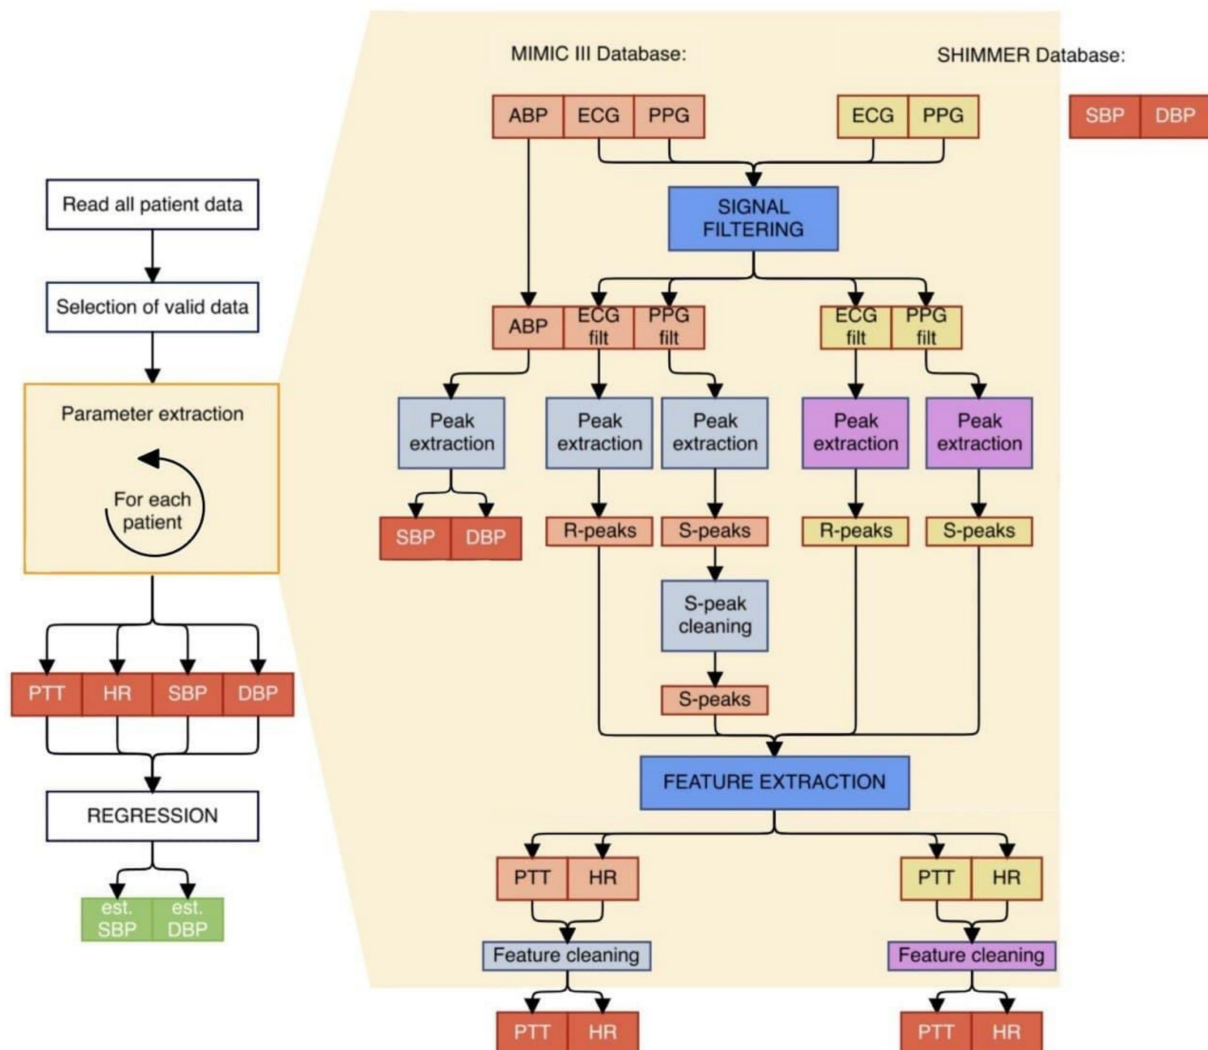 MIMIC III Database:
SHIMMER Database:
ABP ECG PPG
ECG PPG
SBP DBP
SIGNAL
FILTERING
ABP
ECG
filt
PPG
filt
ECG
filt
PPG
filt
Peak
extraction
Peak
extraction
Peak
extraction
Peak
extraction
Peak
extraction
SBP DBP
R-peaks
S-peaks
R-peaks
S-peaks
S-peak
cleaning
S-peaks
FEATURE EXTRACTION
PTT HR
PTT HR
Feature cleaning
Feature cleaning
PTT HR
PTT HR
Read all patient data
Selection of valid data
Parameter extraction
For each
patient
PTT HR SBP DBP
REGRESSION
est.
SBP
est.
DBP